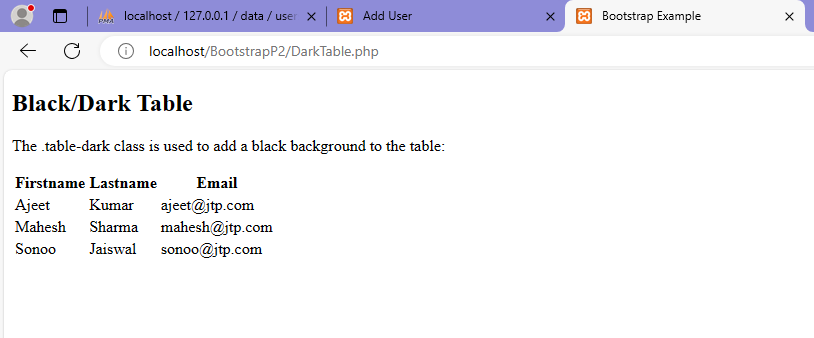 localhost / 127.0.0.1 / data / user
Add User
Bootstrap Example
localhost/BootstrapP2/DarkTable.php
Black/Dark Table
The .table-dark class is used to add a black background to the table:
Firstname Lastname Email
Ajeet Kumar ajeet@jtp.com
Mahesh Sharma mahesh@jtp.com
Sonoo Jaiswal sonoo@jtp.com